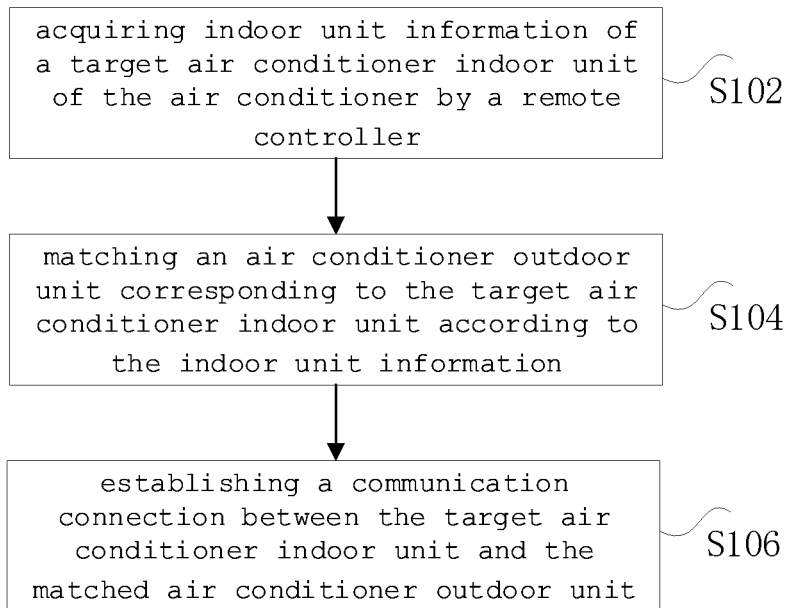 acquiring indoor unit information of
a target air conditioner indoor unit
of the air conditioner by a remote
controller
S102
matching an air conditioner outdoor
unit corresponding to the target air
conditioner indoor unit according to
the indoor unit information
S104
establishing a communication
connection between the target air
conditioner indoor unit and the
matched air conditioner outdoor unit
S106